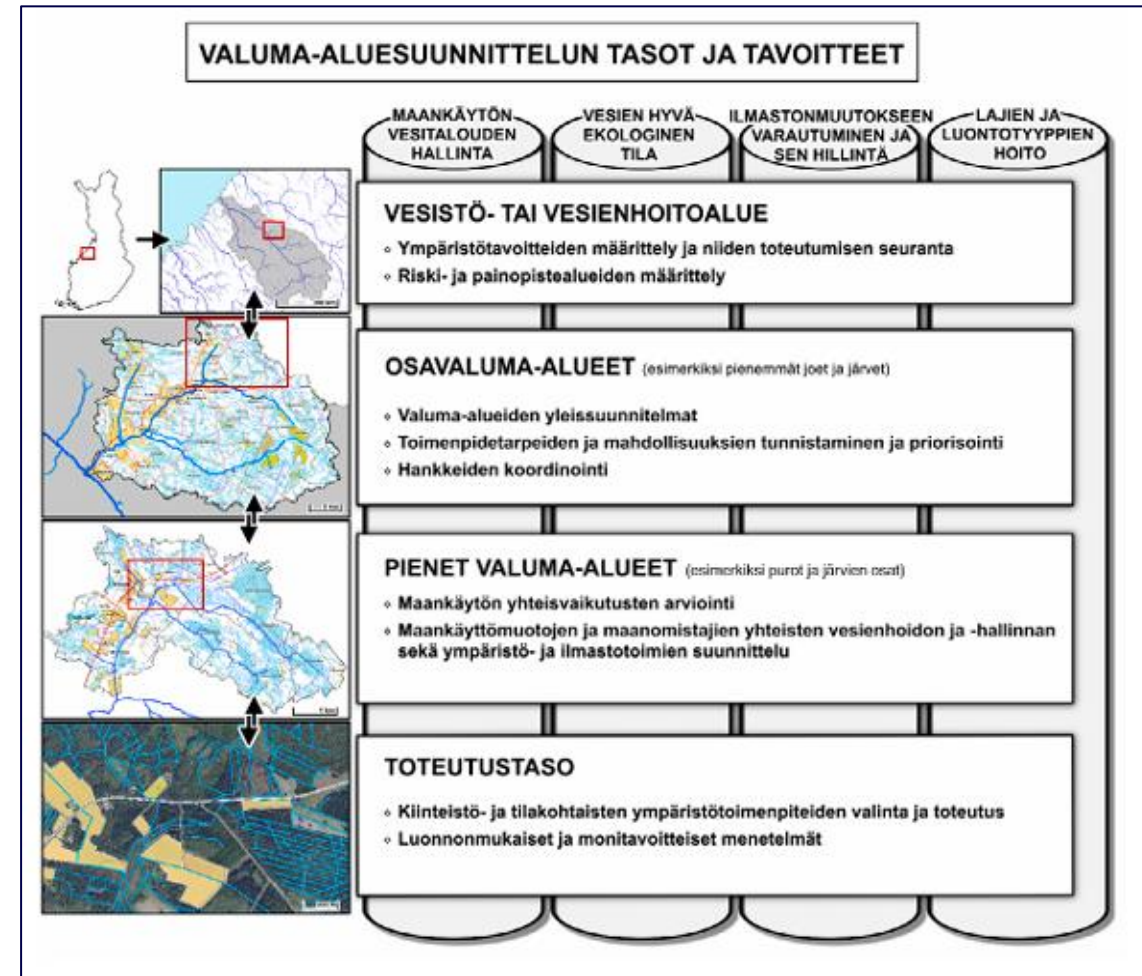 VALUMA-ALUESUUNNITTELUN TASOT JA TAVOITTEET
MAANKÄYTÖN
VESITALOUDEN
HALLINTA
VESIEN HYVÄ
EKOLOGINEN
TILA
ILMASTONMUUTOKSEEN
VARAUTUMINEN JA
SEN HILLINTÄ
LAJIEN JA
LUONTOTYYPPIEN
HOITO
VESISTÖ- TAI VESIENHOITOALUE
Ympäristötavoitteiden määrittely ja niiden toteutumisen seuranta
Riski- ja painopistealueiden määrittely
OSAVALUMA-ALUEET (esimerkiksi pienemmät joet ja järvet)
Valuma-alueiden yleissuunnitelmat
Toimenpidetarpeiden ja mahdollisuuksien tunnistaminen ja priorisointi
Hankkeiden koordinointi
PIENET VALUMA-ALUEET (esimerkiksi purot ja järvien osat)
Maankäytön yhteisvaikutusten arviointi
Maankäyttömuotojen ja maanomistajien yhteisten vesienhoidon ja -hallinnan
sekä ympäristö- ja ilmastotoimien suunnittelu
TOTEUTUSTASO
Kiinteistö- ja tilakohtaisten ympäristötoimenpiteiden valinta ja toteutus
Luonnonmukaiset ja monitavoitteiset menetelmät